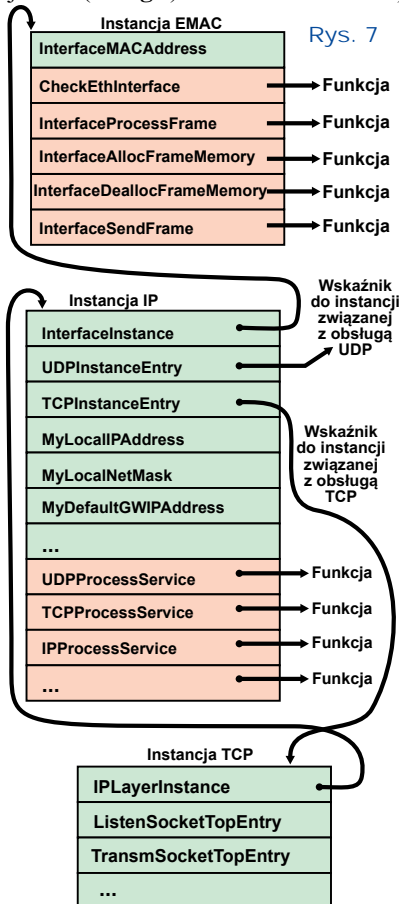 Instancja EMAC
Rys. 7
InterfaceMACAddress
CheckEthInterface
Funkcja
InterfaceProcessFrame
Funkcja
InterfaceAllocFrameMemory
Funkcja
InterfaceDeallocFrameMemory
Funkcja
InterfaceSendFrame
Funkcja
Instancja IP
Wskaźnik
do instancji
związanej
z obsługą
UDP
InterfaceInstance
UDPInstanceEntry
TCPInstanceEntry
MyLocalIPAddress
MyLocalNetMask
MyDefaultGWIPAddress
...
Wskaźnik
do instancji
związanej
z obsługą
TCP
UDPProcessService
Funkcja
TCPProcessService
Funkcja
IPProcessService
Funkcja
...
Funkcja
Instancja TCP
IPLayerInstance
ListenSocketTopEntry
TransmSocketTopEntry
...